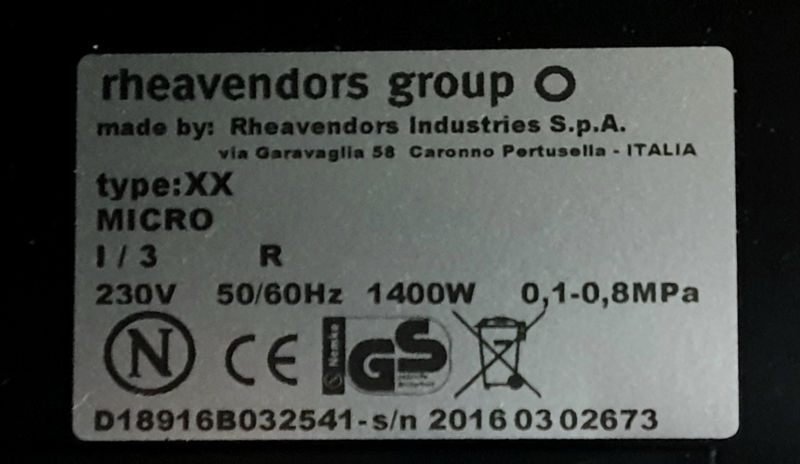 rheavendors group
made by: Rheavendors Industries S.p.A.
via Garavaglia 58 Caronno Pertusella - ITALIA
type:XX
MICRO
I / 3 R
230V 50/60Hz 1400W 0,1-0,8MPa
N CE N Nemko GS
D18916B032541-s/n 2016 03 02673